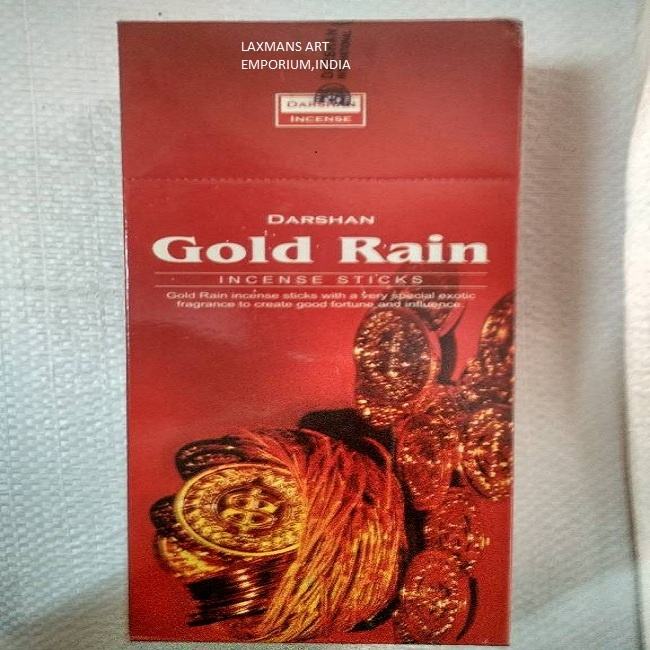 LAXMANS ART
EMPORIUM,INDIA
DARSHAN
INCENSE
DARSHAN
Gold Rain
INCENSE STICKS
Gold Rain incense sticks with a very special exotic
fragrance to create good fortune and influence.